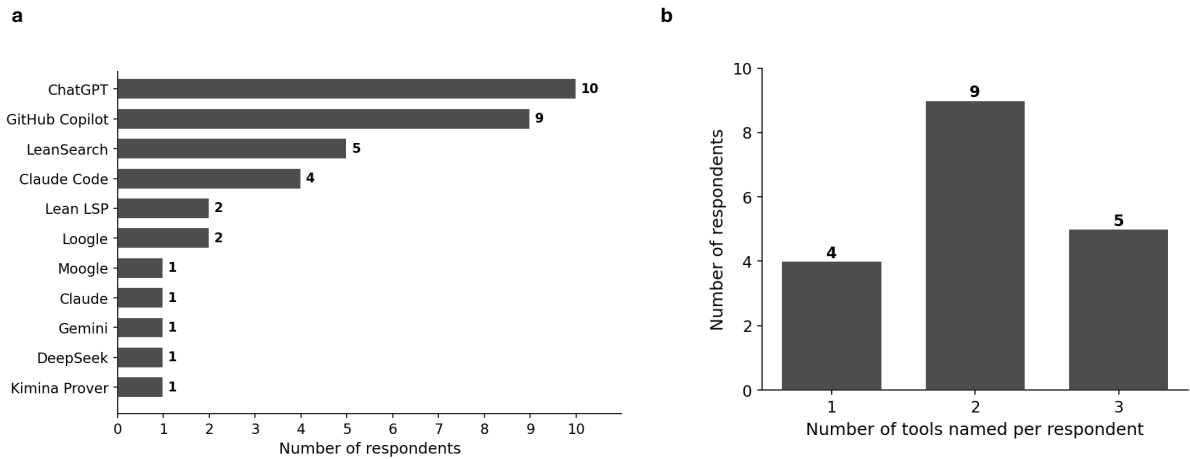 a
ChatGPT 10
GitHub Copilot 9
LeanSearch 5
Claude Code 4
Lean LSP 2
Loogle 2
Moogle 1
Claude 1
Gemini 1
DeepSeek 1
Kimina Prover 1
0 1 2 3 4 5 6 7 8 9 10
Number of respondents
b
Number of respondents
10
8
6
4
2
0
4
9
5
1 2 3
Number of tools named per respondent